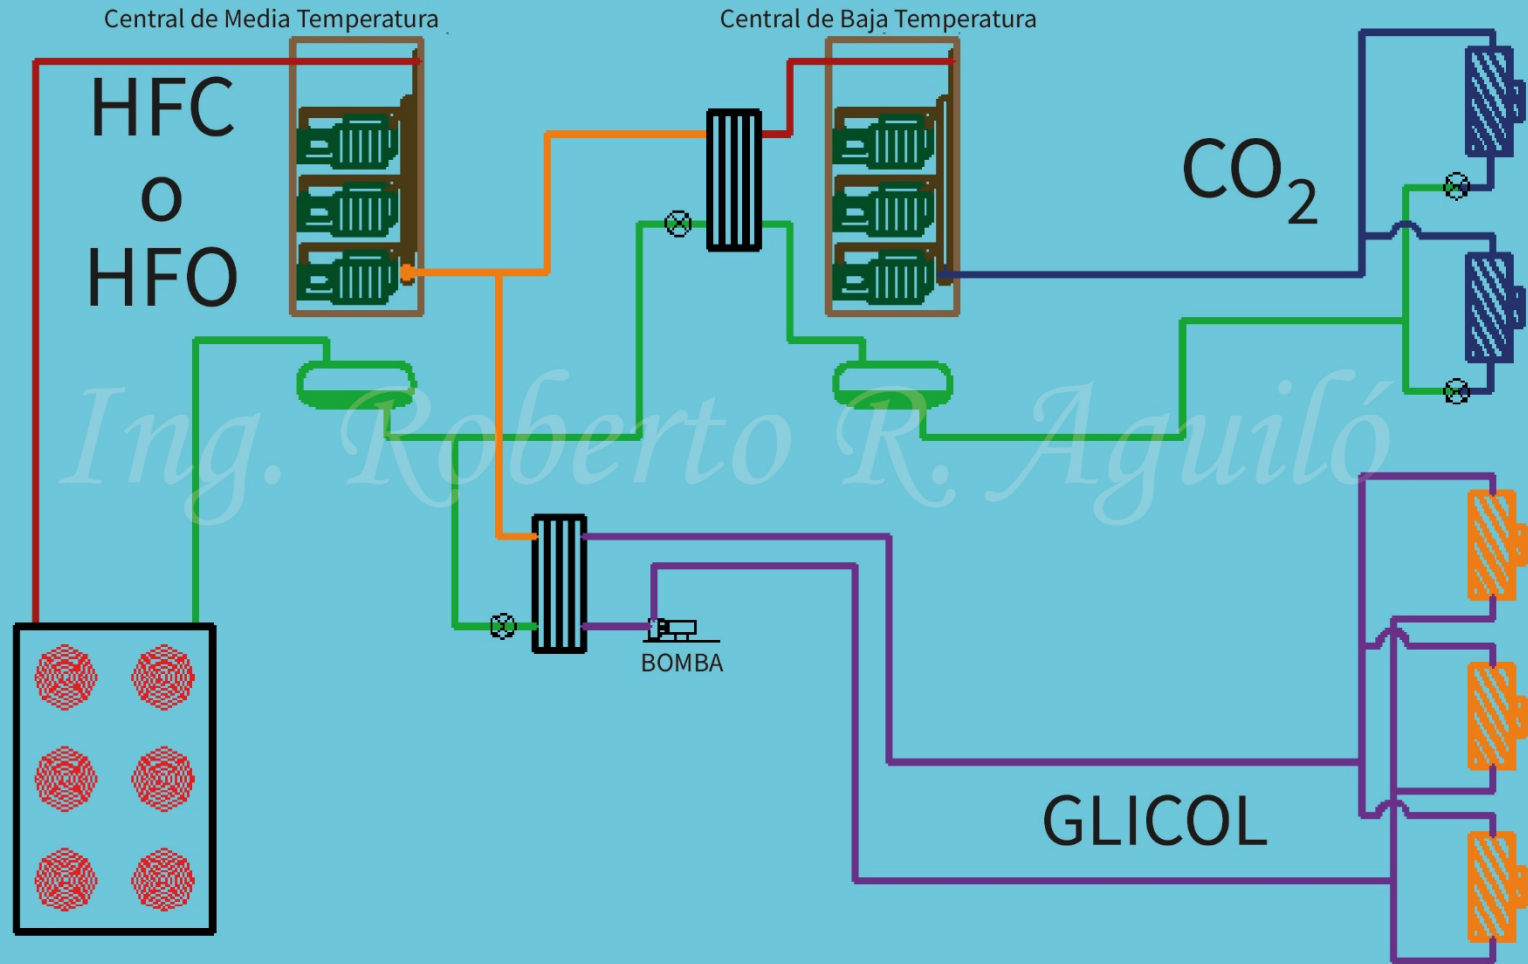 Central de Media Temperatura
Central de Baja Temperatura
HFC
o
HFO
CO₂
Ing. Roberto R. Aguiló
BOMBA
GLICOL